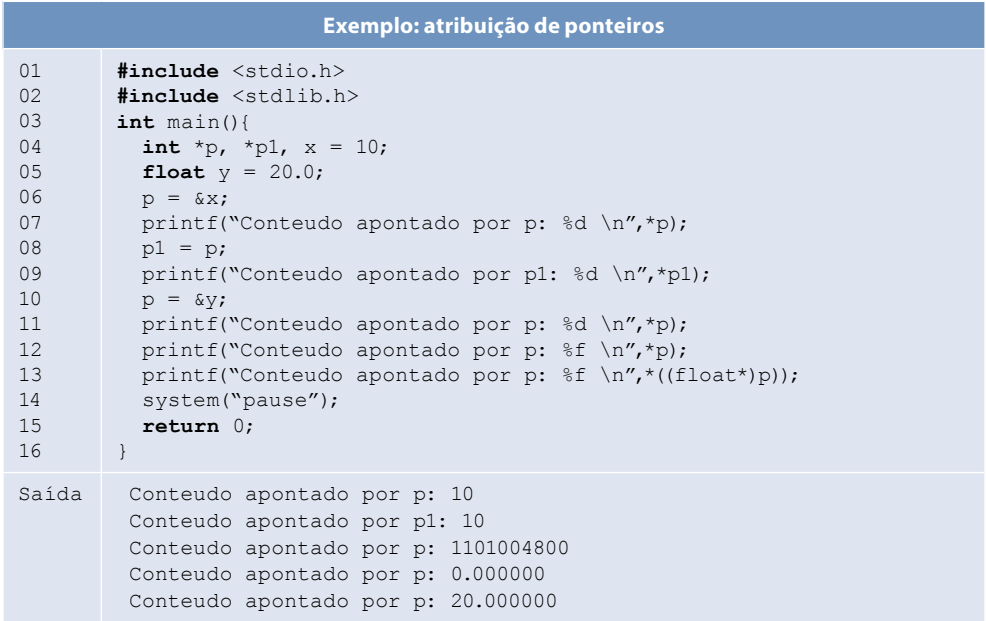 Exemplo: atribuição de ponteiros
01 #include <stdio.h>
02 #include <stdlib.h>
03 int main(){
04 int *p, *p1, x = 10;
05 float y = 20.0;
06 p = &x;
07 printf(“Conteudo apontado por p: %d \n”,*p);
08 p1 = p;
09 printf(“Conteudo apontado por p1: %d \n”,*p1);
10 p = &y;
11 printf(“Conteudo apontado por p: %d \n”,*p);
12 printf(“Conteudo apontado por p: %f \n”,*p);
13 printf(“Conteudo apontado por p: %f \n”,*((float*)p));
14 system(“pause”);
15 return 0;
16 }
Saída Conteudo apontado por p: 10
Conteudo apontado por p1: 10
Conteudo apontado por p: 1101004800
Conteudo apontado por p: 0.000000
Conteudo apontado por p: 20.000000